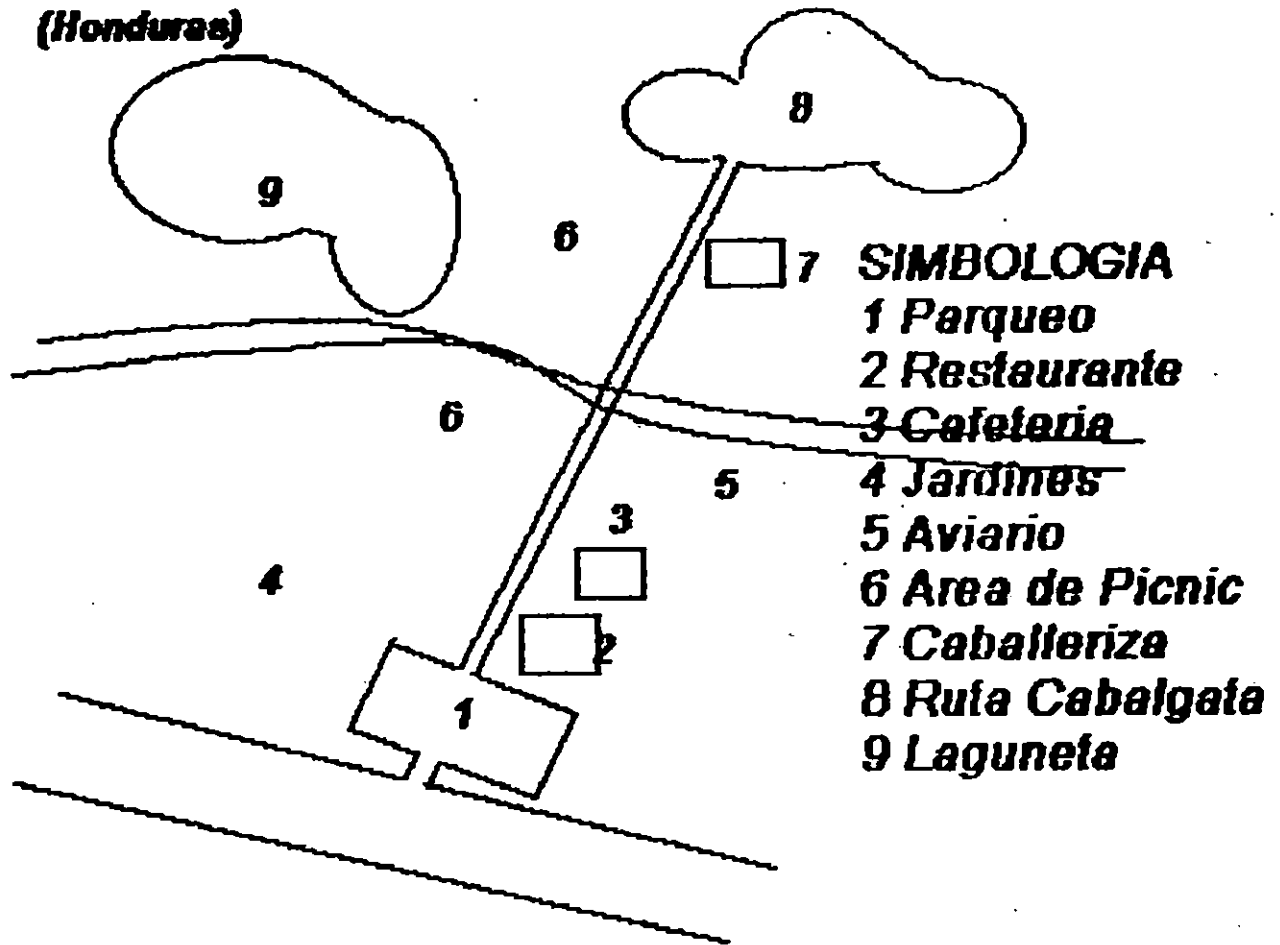 (Honduras)
8
9
6
7
SIMBOLOGIA
1 Parqueo
2 Restaurante
6
3 Cafeteria
5
4 Jardines
3
5 Aviario
4
6 Area de Picnic
2
7 Caballeriza
1
8 Ruta Cabalgata
9 Laguneta